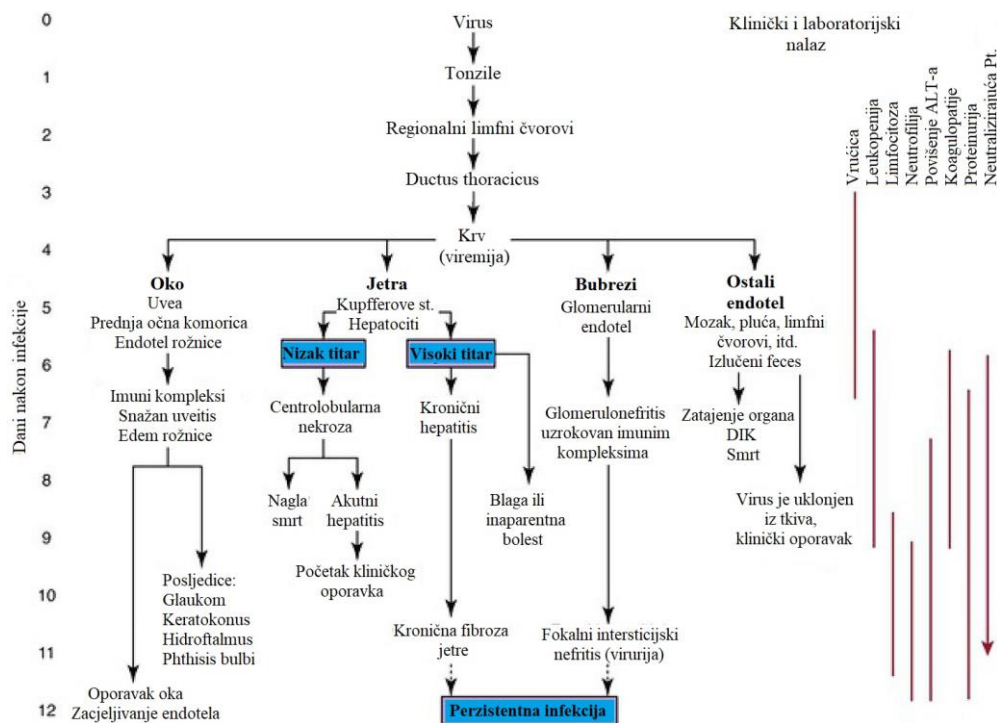 Virus
Klinički i laboratorijski
nalaz
Tonzile
Regionalni limfni čvorovi
Ductus thoracicus
Krv
(viremija)
Dani nakon infekcije
0
1
2
3
4
5
6
7
8
9
10
11
12
Oko
Uvea
Prednja očna komorica
Endotel rožnice
Imuni kompleksi
Snažan uveitis
Edem rožnice
Posljedice:
Glaukom
Keratokonus
Hidroftalmus
Phthisis bulbi
Oporavak oka
Zacjeljivanje endotela
Jetra
Kupfferove st.
Hepatociti
Nizak titar
Visoki titar
Centrolobularna
nekroza
Nagla
smrt
Akutni
hepatitis
Početak kliničkog
oporavka
Kronični
hepatitis
Blaga ili
inaparentna
bolest
Kronična fibroza
jetre
Bubrezi
Glomerularni
endotel
Glomerulonefritis
uzrokovan imunim
kompleksima
Fokalni intersticijski
nefritis (virurija)
Perzistentna infekcija
Ostali
endotel
Mozak, pluća, limfni
čvorovi, itd.
Izlučeni feces
Zatajenje organa
DIK
Smrt
Virus je uklonjen
iz tkiva,
klinički oporavak
Vrućica
Leukopenija
Limfocitoza
Neutrofilija
Povišenje ALT-a
Koagulopatije
Proteinurija
Neutralizirajuća Pt.